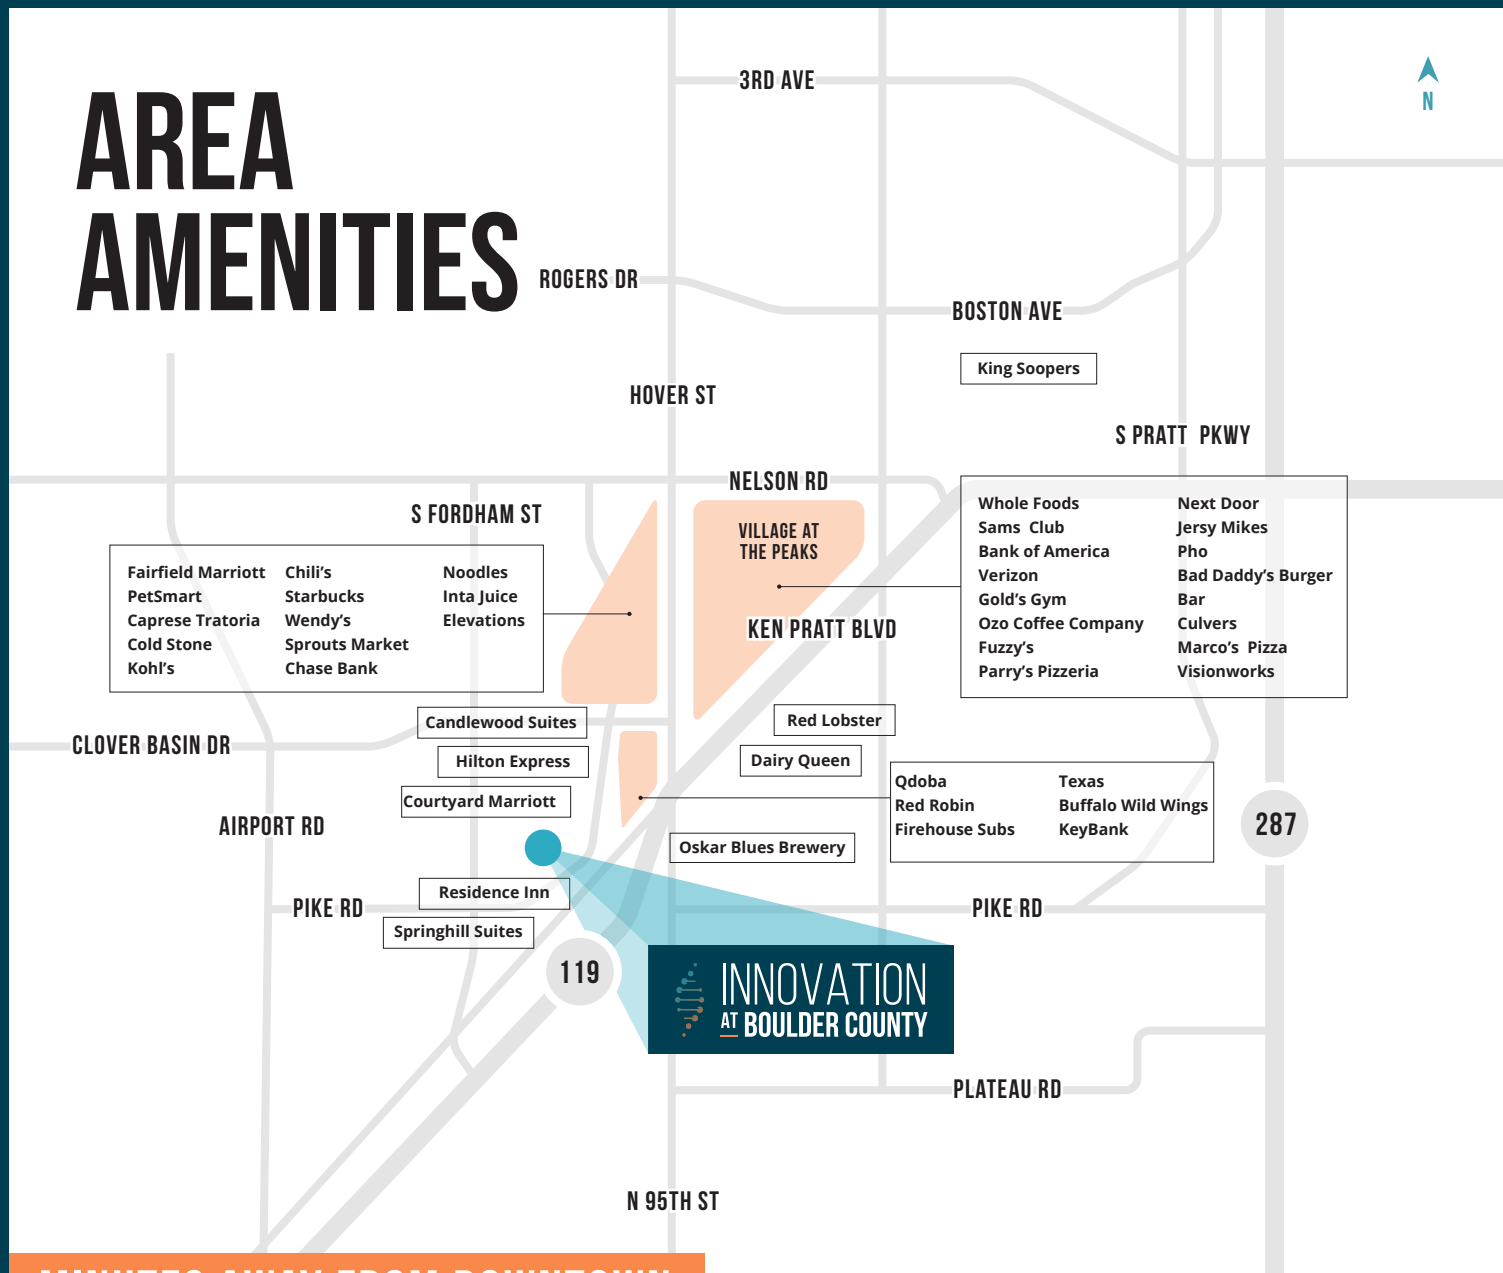 AREA
AMENITIES
3RD AVE
N
ROGERS DR
BOSTON AVE
King Soopers
HOVER ST
S PRATT PKWY
NELSON RD
S FORDHAM ST
VILLAGE AT
THE PEAKS
Whole Foods
Sams Club
Bank of America
Verizon
Gold's Gym
Ozo Coffee Company
Fuzzy's
Parry's Pizzeria
Next Door
Jersy Mikes
Pho
Bad Daddy's Burger
Bar
Culvers
Marco's Pizza
Visionworks
Fairfield Marriott
PetSmart
Caprese Tratoria
Cold Stone
Kohl's
Chili's
Starbucks
Wendy's
Sprouts Market
Chase Bank
Noodles
Inta Juice
Elevations
KEN PRATT BLVD
Candlewood Suites
Red Lobster
CLOVER BASIN DR
Hilton Express
Dairy Queen
Courtyard Marriott
Qdoba
Red Robin
Firehouse Subs
Texas
Buffalo Wild Wings
KeyBank
AIRPORT RD
287
Oskar Blues Brewery
Residence Inn
PIKE RD
PIKE RD
Springhill Suites
119
INNOVATION
AT BOULDER COUNTY
PLATEAU RD
N 95TH ST
MINUTES AWAY FROM DOWNTOWN